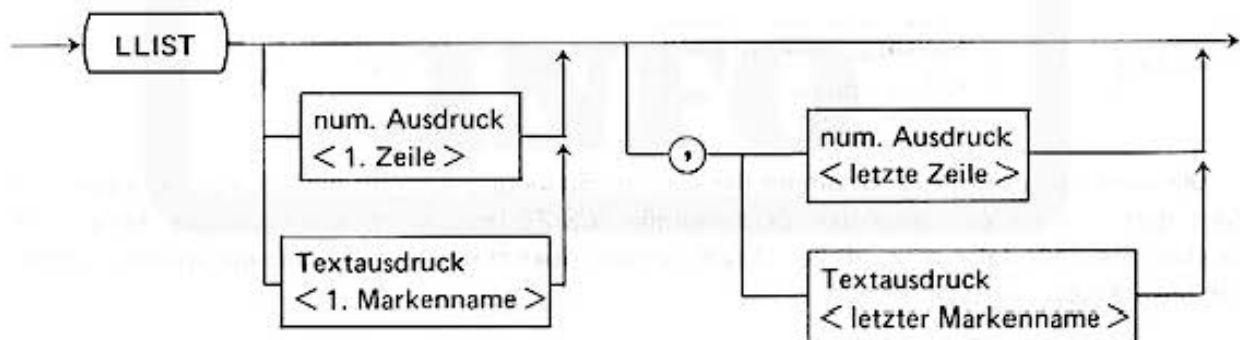 LLIST
num. Ausdruck
< 1. Zeile >
Textausdruck
< 1. Markenname >
,
num. Ausdruck
< letzte Zeile >
Textausdruck
< letzter Markenname >